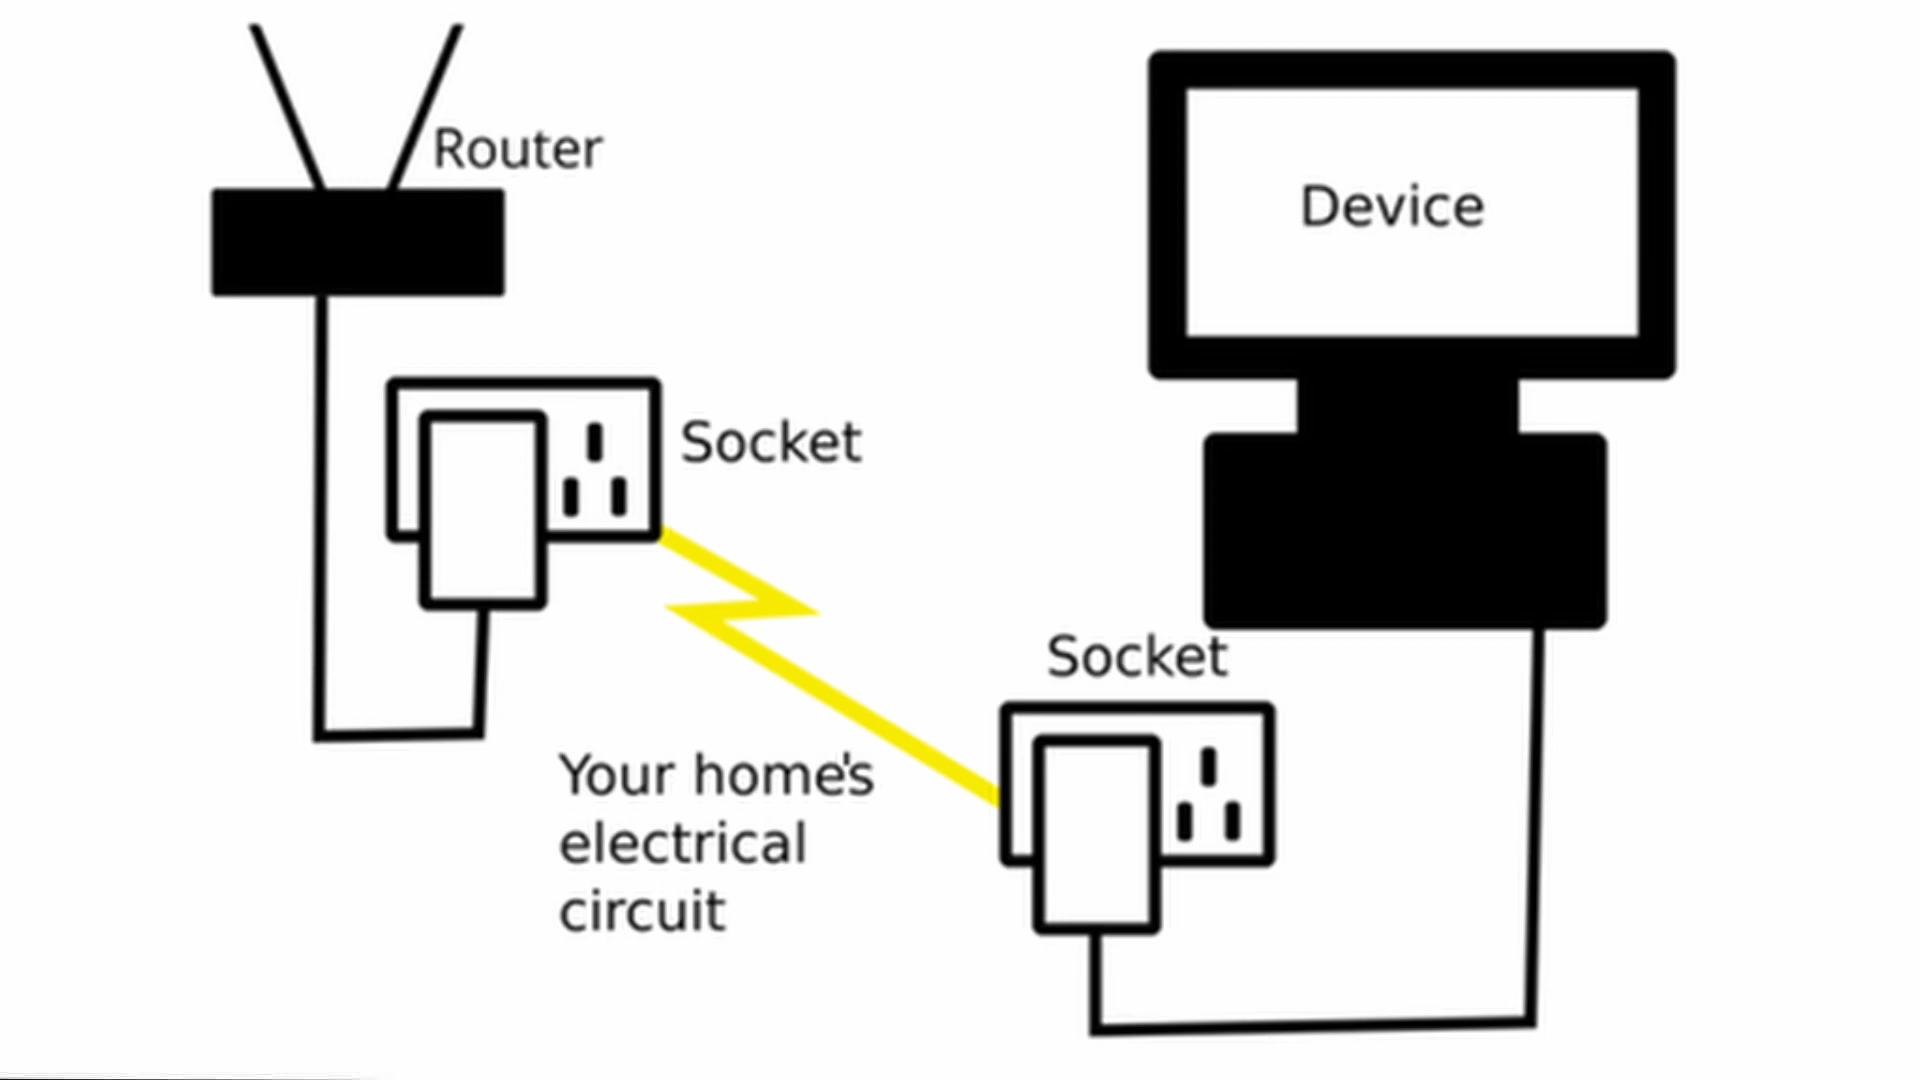 Router
Device
Socket
Socket
Your home's
electrical
circuit